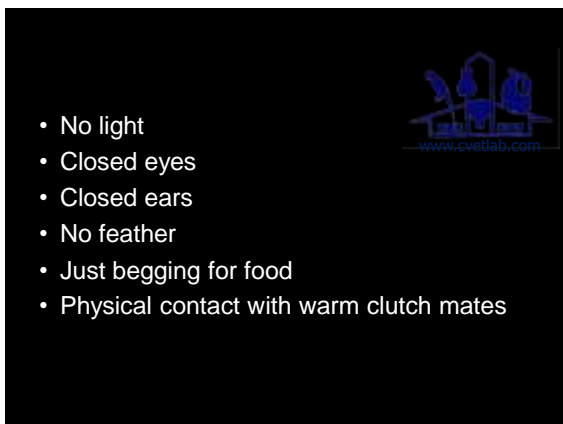 www.cvetlab.com
• No light
• Closed eyes
• Closed ears
• No feather
• Just begging for food
• Physical contact with warm clutch mates